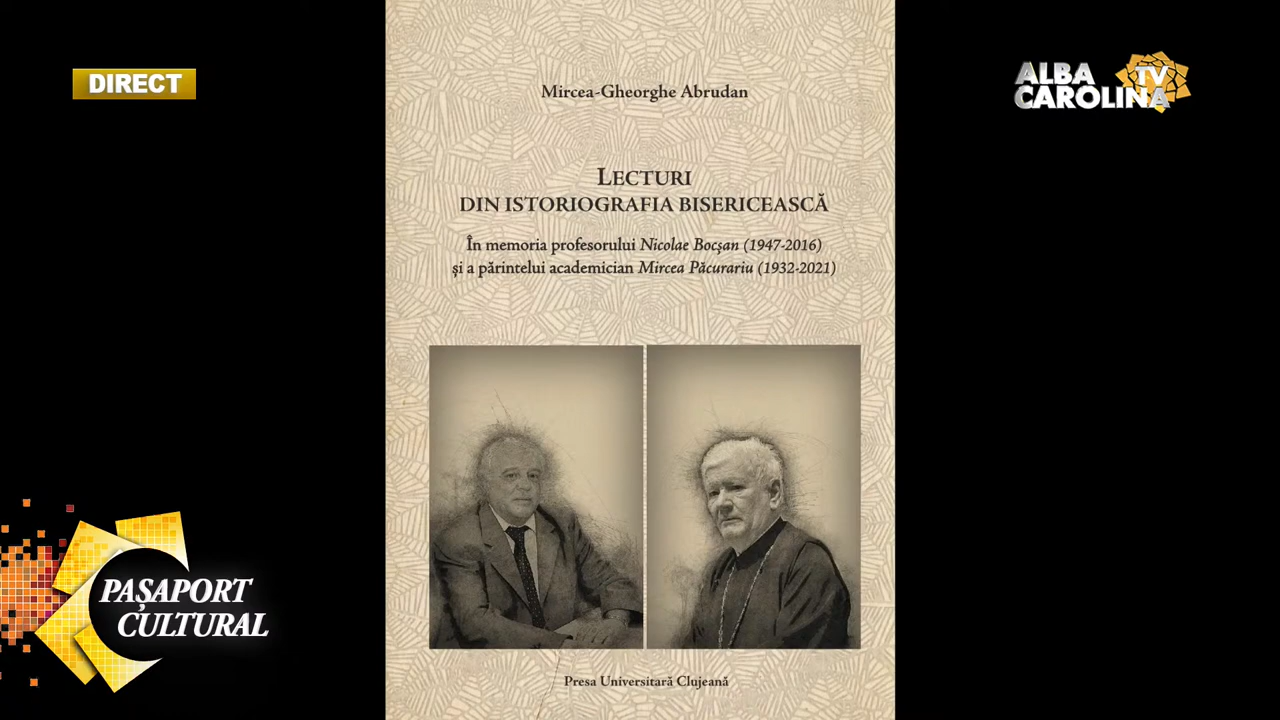 DIRECT
ALBA
CAROLINA
TV
Mircea-Gheorghe Abrudan
LECTURI
DIN ISTORIOGRAFIA BISERICEASCĂ
În memoria profesorului Nicolae Bocşan (1947-2016)
şi a părintelui academician Mircea Păcurariu (1932-2021)
PAȘAPORT
CULTURAL
Presa Universitară Clujeană